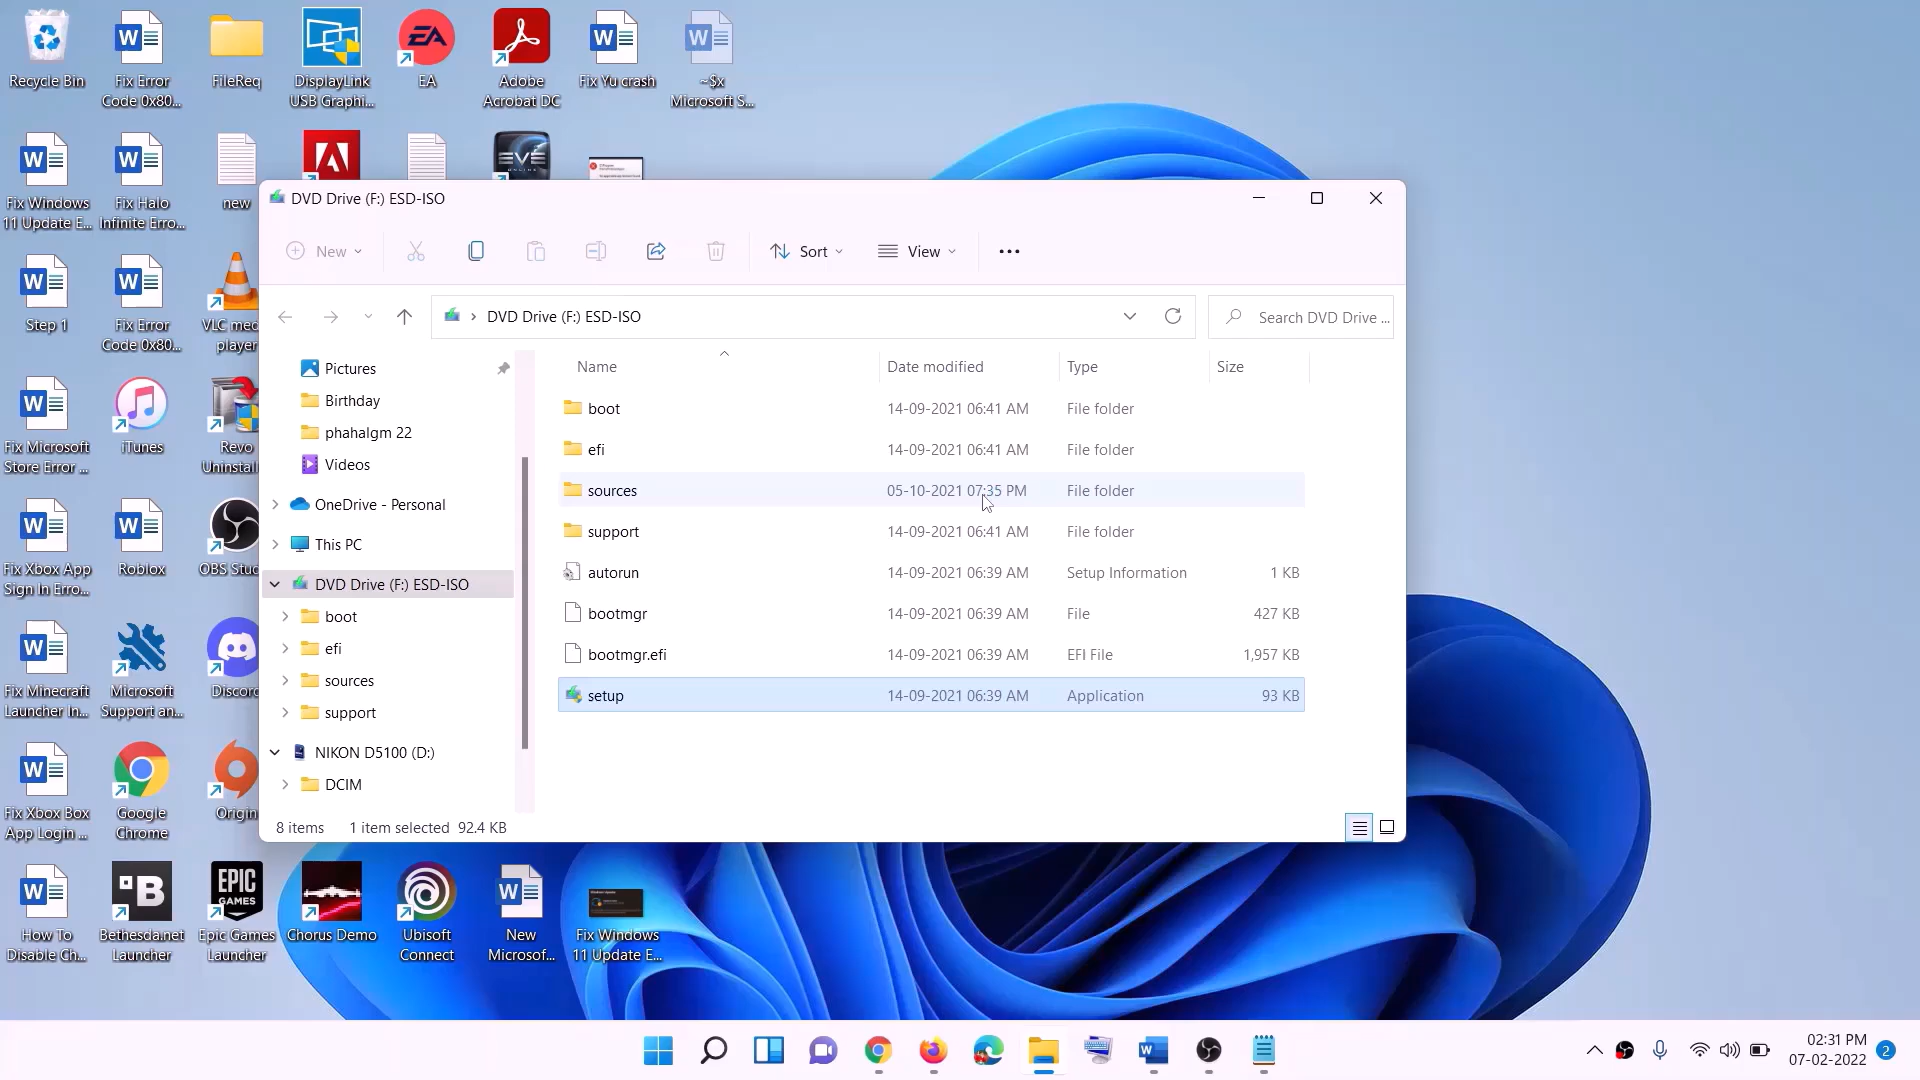 Recycle Bin
Fix Error
Code 0x80...
FileReq
DisplayLink
USB Graphi...
EA
EA
Adobe
Acrobat DC
Fix Yu crash
~$x
Microsoft S...
Fix Windows
11 Update E...
Fix Halo
Infinite Erro...
new
EVE
ONLINE
Step 1
Fix Error
Code 0x80...
VLC med
player
Fix Microsoft
Store Error ...
iTunes
Revo
Uninstall
Fix Xbox App
Sign In Erro...
Roblox
OBS Stud
Fix Minecraft
Launcher In...
Microsoft
Support an...
Discord
Fix Xbox Box
App Login ...
Google
Chrome
Origin
How To
Disable Ch...
Bethesda.net
Launcher
EPIC
GAMES
Epic Games
Launcher
Chorus Demo
Ubisoft
Connect
New
Microsof...
Fix Windows
11 Update E...
DVD Drive (F:) ESD-ISO
New
Sort
View
DVD Drive (F:) ESD-ISO
Search DVD Drive ...
Pictures
Birthday
phahalgm 22
Videos
OneDrive - Personal
This PC
DVD Drive (F:) ESD-ISO
boot
efi
sources
support
NIKON D5100 (D:)
DCIM
Name Date modified Type Size
boot 14-09-2021 06:41 AM File folder
efi 14-09-2021 06:41 AM File folder
sources 05-10-2021 07:35 PM File folder
support 14-09-2021 06:41 AM File folder
autorun 14-09-2021 06:39 AM Setup Information 1 KB
bootmgr 14-09-2021 06:39 AM File 427 KB
bootmgr.efi 14-09-2021 06:39 AM EFI File 1,957 KB
setup 14-09-2021 06:39 AM Application 93 KB
8 items 1 item selected 92.4 KB
02:31 PM
07-02-2022
2